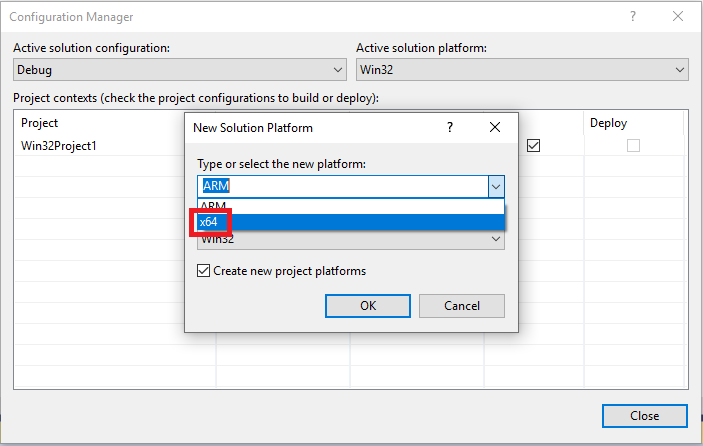 Configuration Manager
Active solution configuration:
Active solution platform:
Debug
Win32
Project contexts (check the project configurations to build or deploy):
Project
Deploy
Win32Project1
New Solution Platform
Type or select the new platform:
ARM
ARM
x64
Win32
Create new project platforms
OK
Cancel
Close